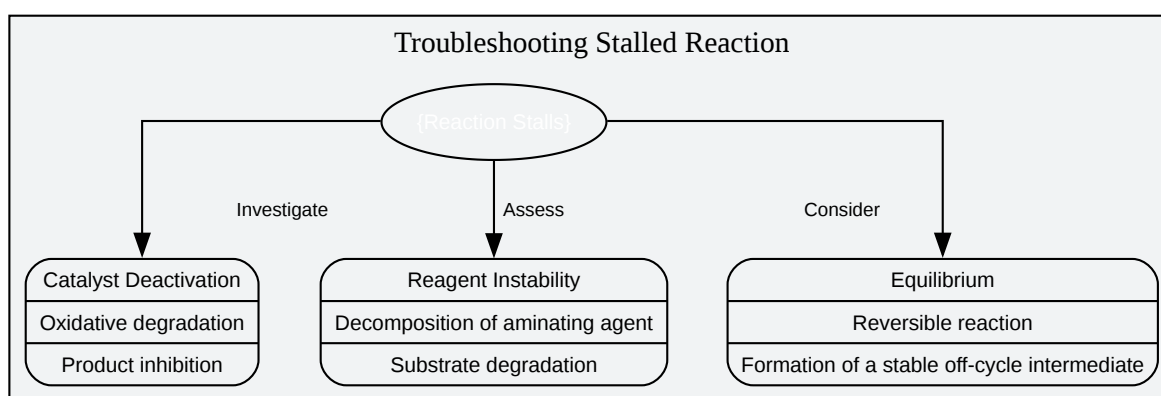 Troubleshooting Stalled Reaction
{Reaction Stalls}
Investigate
Assess
Consider
Catalyst Deactivation
Oxidative degradation
Product inhibition
Reagent Instability
Decomposition of aminating agent
Substrate degradation
Equilibrium
Reversible reaction
Formation of a stable off-cycle intermediate